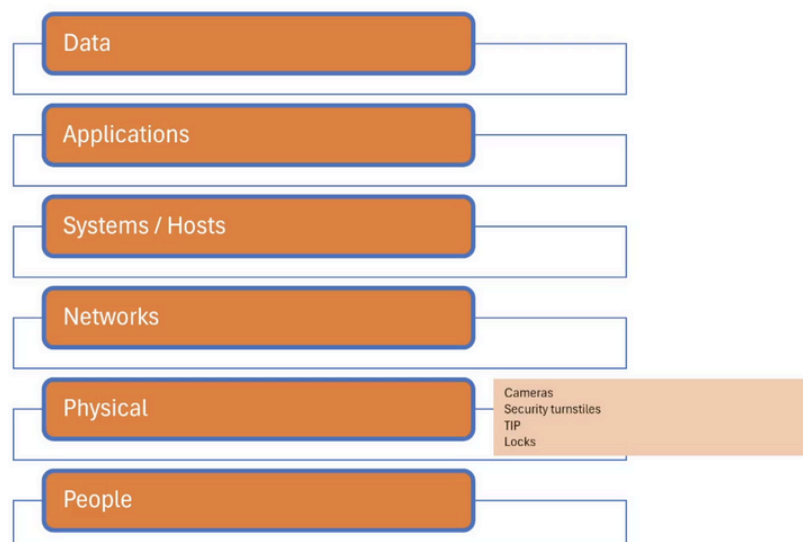 Data
Applications
Systems / Hosts
Networks
Physical
Cameras
Security turnstiles
TIP
Locks
People